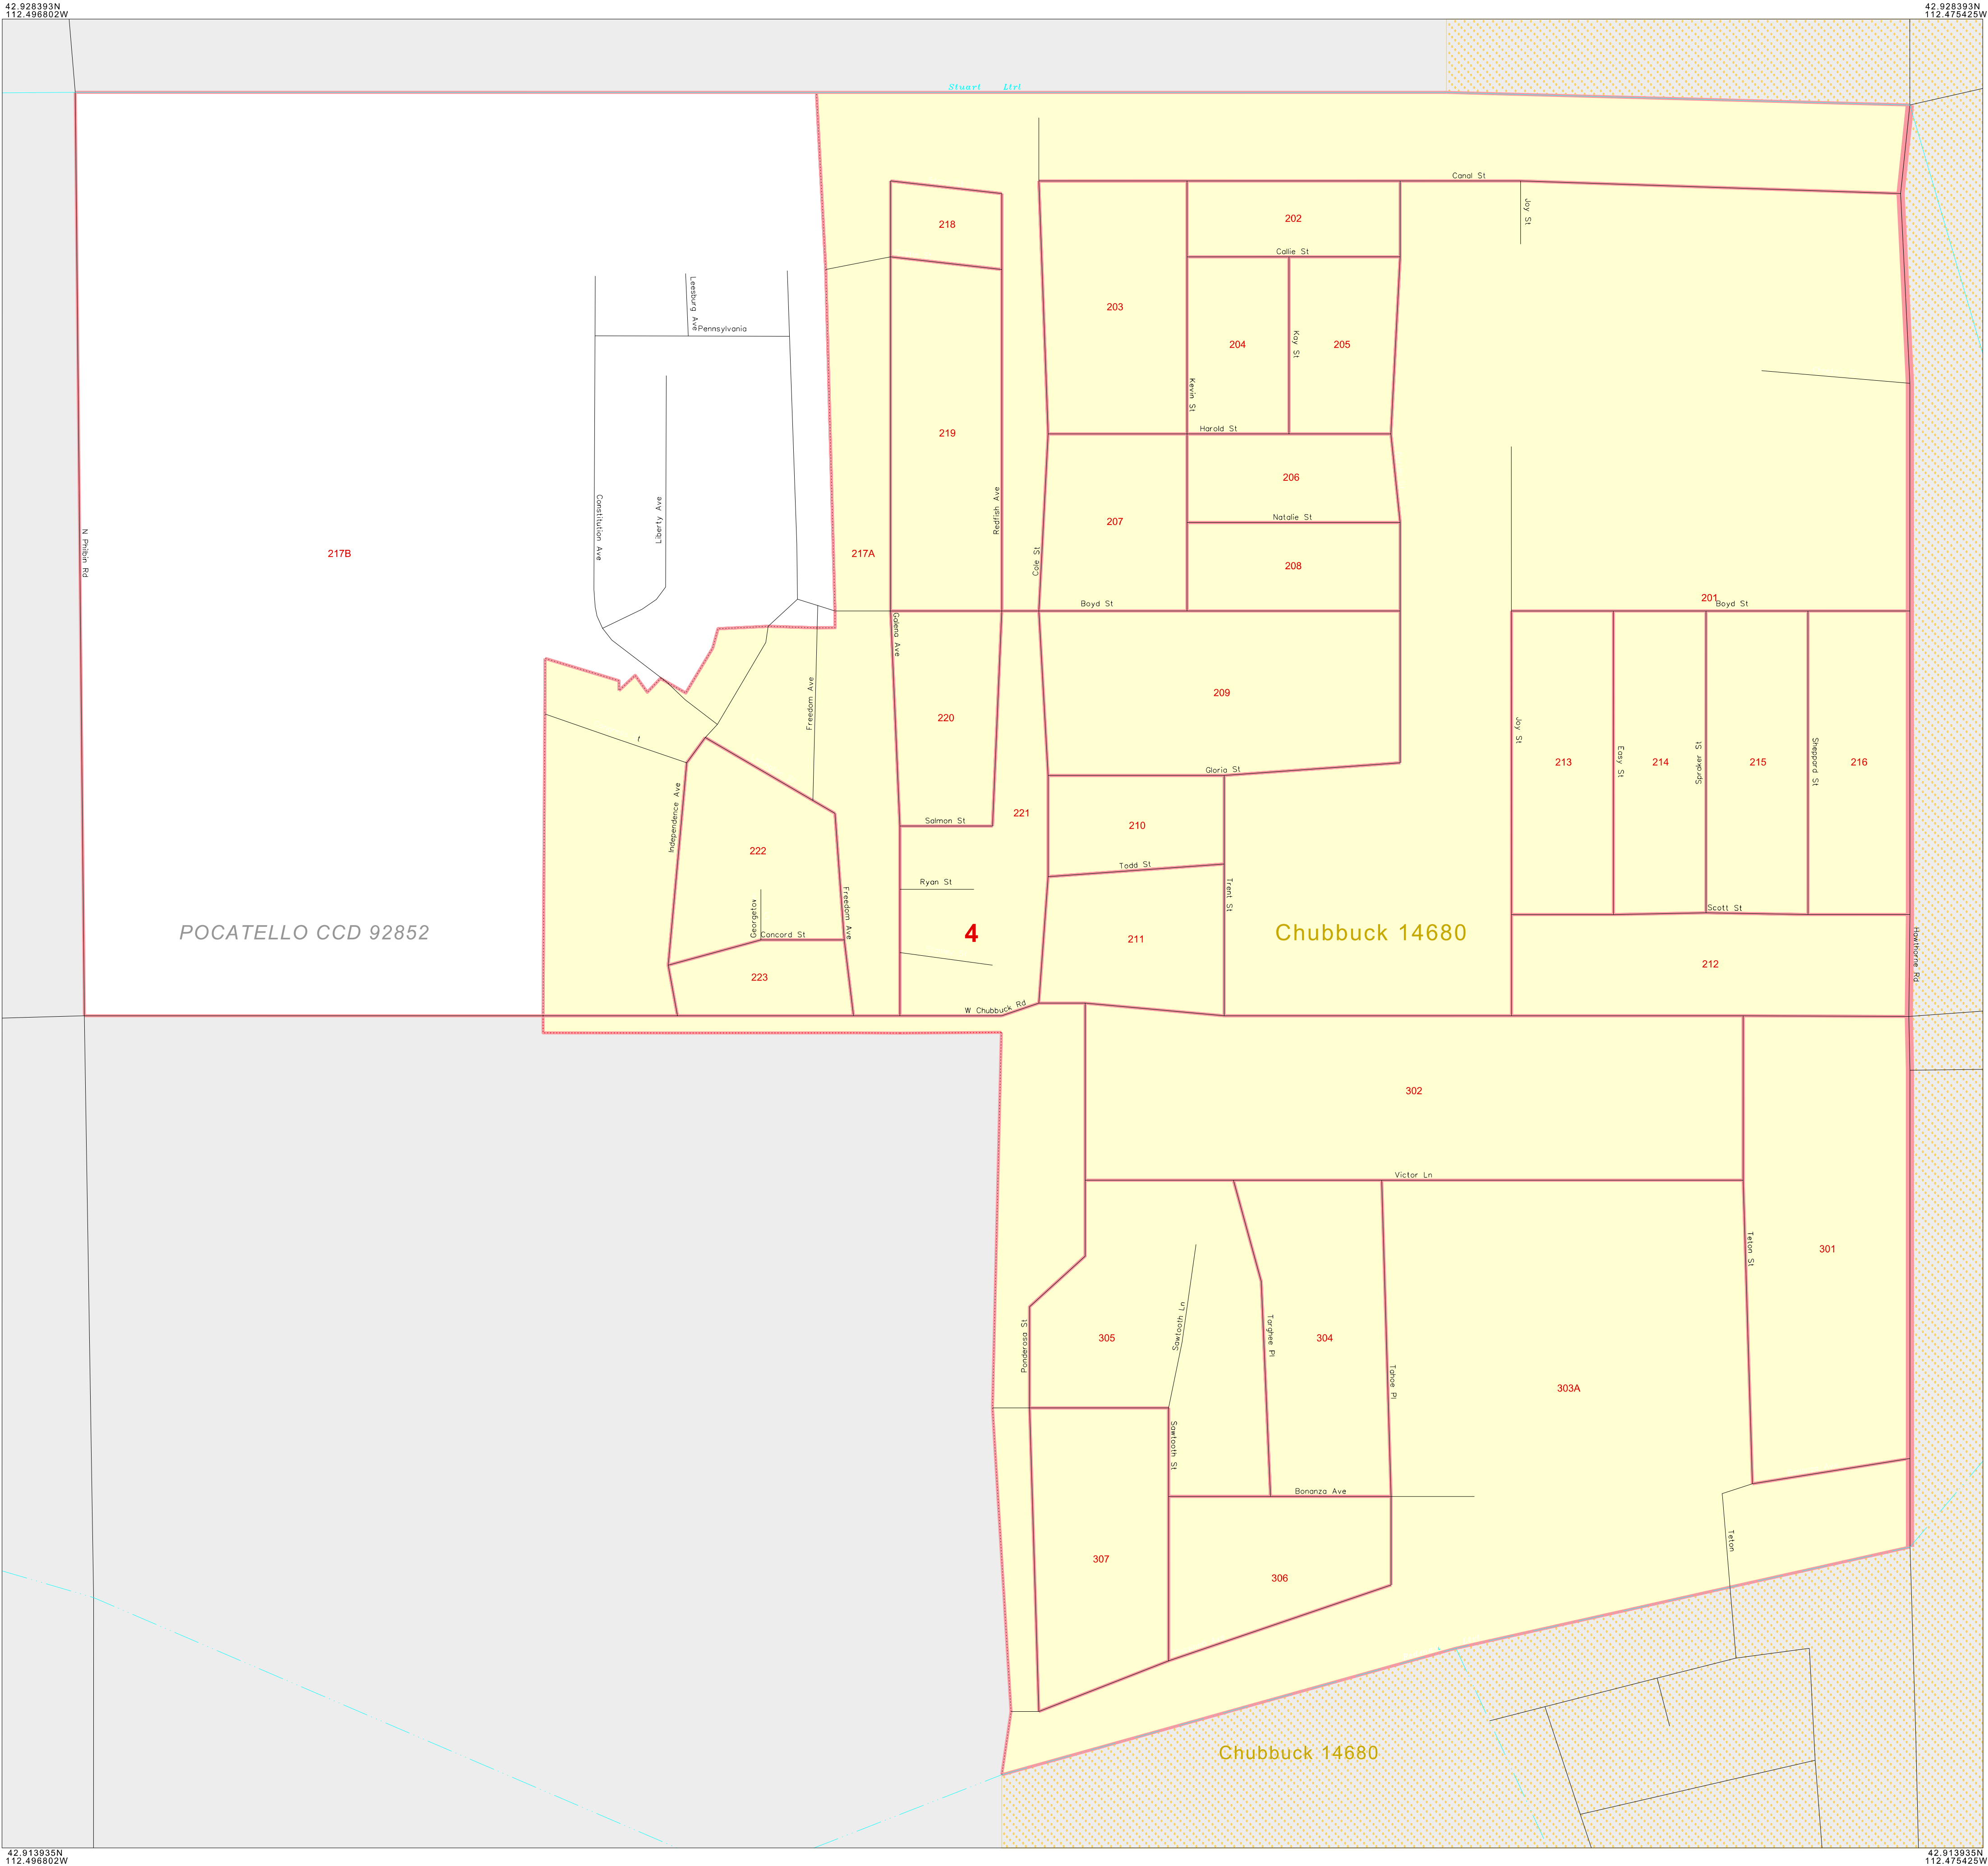 42.928393N
112.496802W
42.928393N
112.475425W
Stuart Ltrl
Canal St
Joy St
218
202
Callie St
Leesburg Ave
Pennsylvania
203
204
Kay St
205
Kevin St
Harold St
219
206
Redfish Ave
Constitution Ave
Liberty Ave
207
Natalie St
N Philbin Rd
217B
217A
Cole St
208
Boyd St
201
Boyd St
Galena Ave
Freedom Ave
209
220
f
Joy St
Easy St
Spraker St
Sheppard St
213
214
215
216
Gloria St
Independence Ave
Salmon St
221
210
222
Todd St
Ryan St
Trent St
Georgetov
Concord St
Freedom Ave
Scott St
POCATELLO CCD 92852
4
211
Chubbuck 14680
Hawthorne Rd
212
223
W Chubbuck Rd
302
Victor Ln
Teton St
301
Ponderosa St
305
Sawtooth Ln
Targhee Pl
304
Tahoe Pl
303A
Sawtooth St
Bonanza Ave
Teton
307
306
Chubbuck 14680
42.913935N
112.496802W
42.913935N
112.475425W